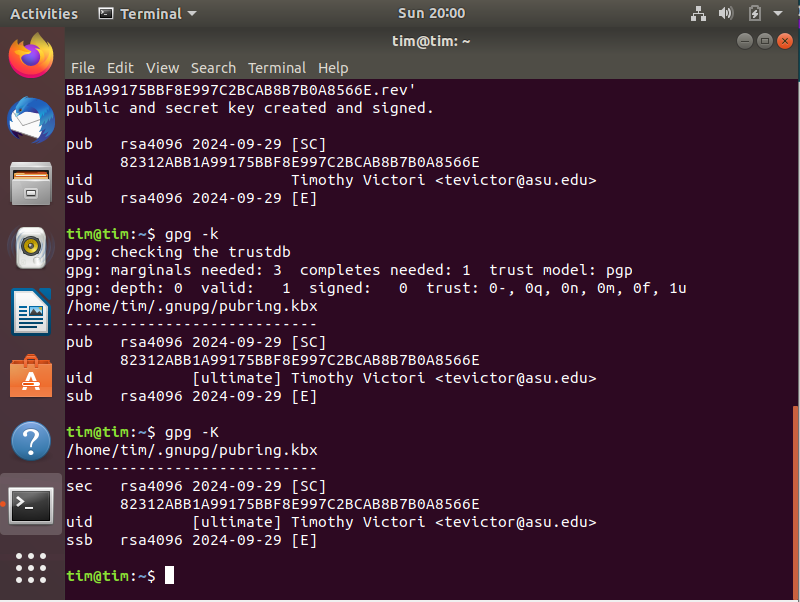 Activities Terminal Sun 20:00
tim@tim: ~
File Edit View Search Terminal Help
BB1A99175BBF8E997C2BCAB8B7B0A8566E.rev'
public and secret key created and signed.
pub   rsa4096 2024-09-29 [SC]
      82312ABB1A99175BBF8E997C2BCAB8B7B0A8566E
uid                      Timothy Victori <tevictor@asu.edu>
sub   rsa4096 2024-09-29 [E]
tim@tim:~$ gpg -k
gpg: checking the trustdb
gpg: marginals needed: 3  completes needed: 1  trust model: pgp
gpg: depth: 0  valid:   1  signed:   0  trust: 0-, 0q, 0n, 0m, 0f, 1u
/home/tim/.gnupg/pubring.kbx
----------------------------
pub   rsa4096 2024-09-29 [SC]
      82312ABB1A99175BBF8E997C2BCAB8B7B0A8566E
uid           [ultimate] Timothy Victori <tevictor@asu.edu>
sub   rsa4096 2024-09-29 [E]
tim@tim:~$ gpg -K
/home/tim/.gnupg/pubring.kbx
----------------------------
sec   rsa4096 2024-09-29 [SC]
      82312ABB1A99175BBF8E997C2BCAB8B7B0A8566E
uid           [ultimate] Timothy Victori <tevictor@asu.edu>
ssb   rsa4096 2024-09-29 [E]
tim@tim:~$